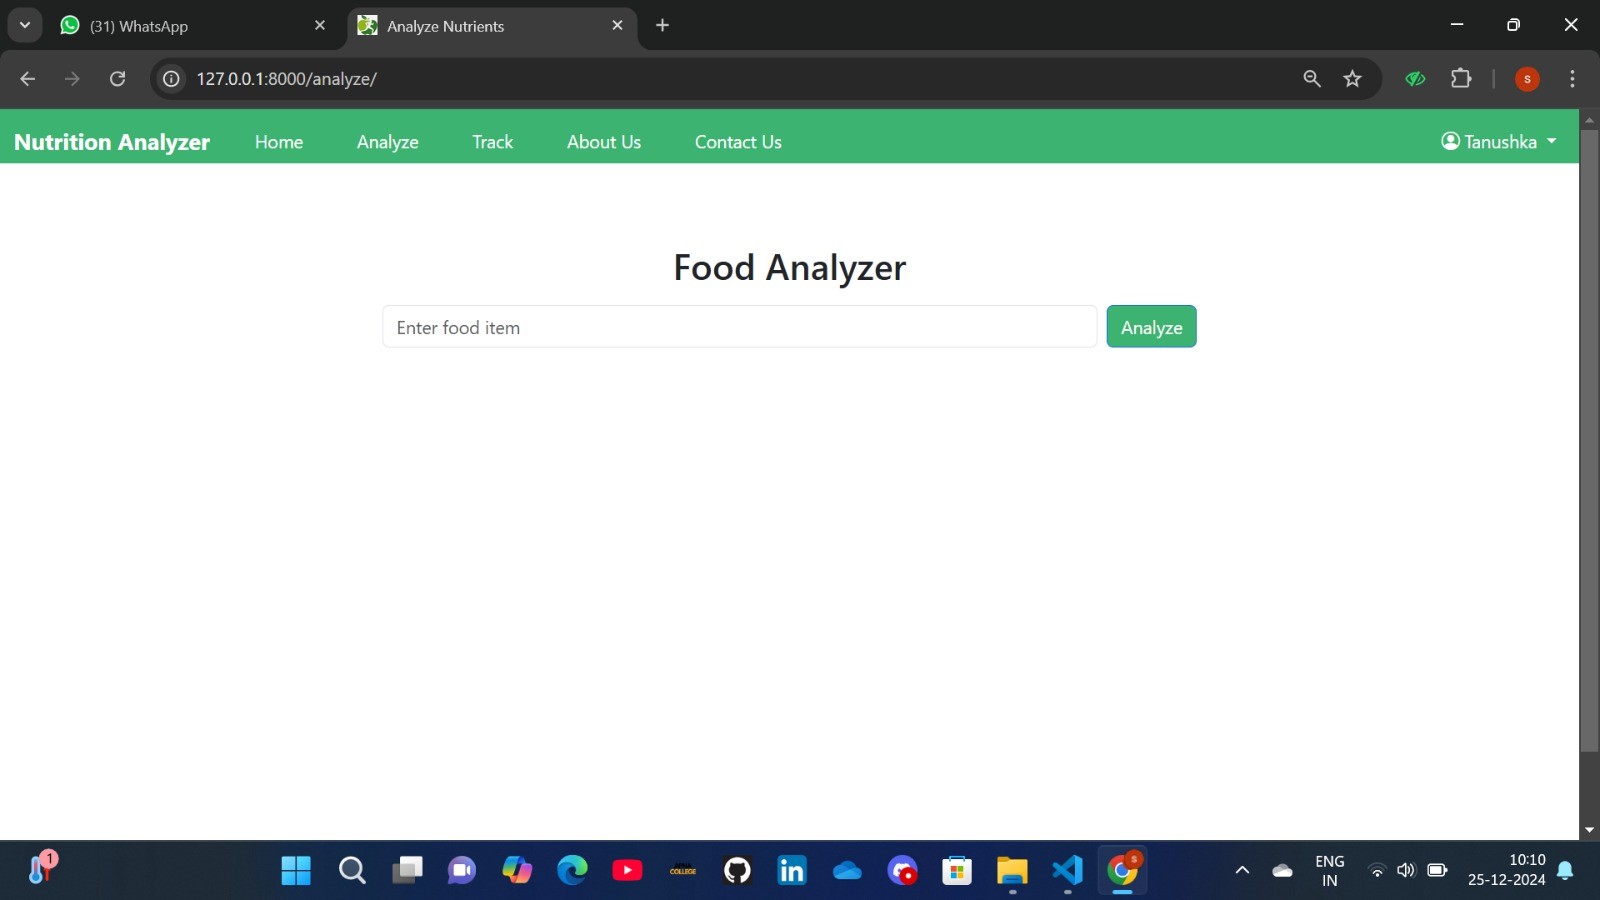 (31) WhatsApp
Analyze Nutrients
127.0.0.1:8000/analyze/
s
Nutrition Analyzer Home Analyze Track About Us Contact Us Tanushka
Food Analyzer
Enter food item Analyze
1
COLLEGE
s
ENG
IN
10:10
25-12-2024